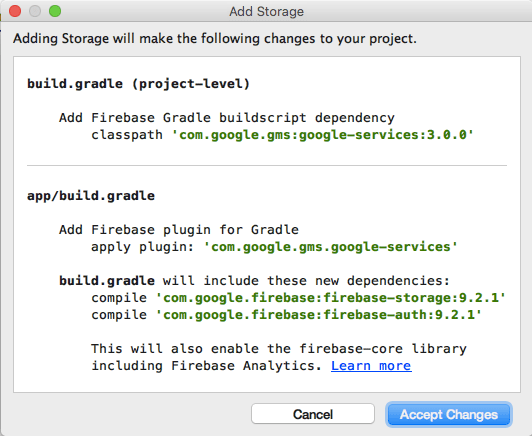 Add Storage
Adding Storage will make the following changes to your project.
build.gradle (project-level)
Add Firebase Gradle buildscript dependency
classpath 'com.google.gms:google-services:3.0.0'
app/build.gradle
Add Firebase plugin for Gradle
apply plugin: 'com.google.gms.google-services'
build.gradle will include these new dependencies:
compile 'com.google.firebase:firebase-storage:9.2.1'
compile 'com.google.firebase:firebase-auth:9.2.1'
This will also enable the firebase-core library
including Firebase Analytics. Learn more
Cancel Accept Changes